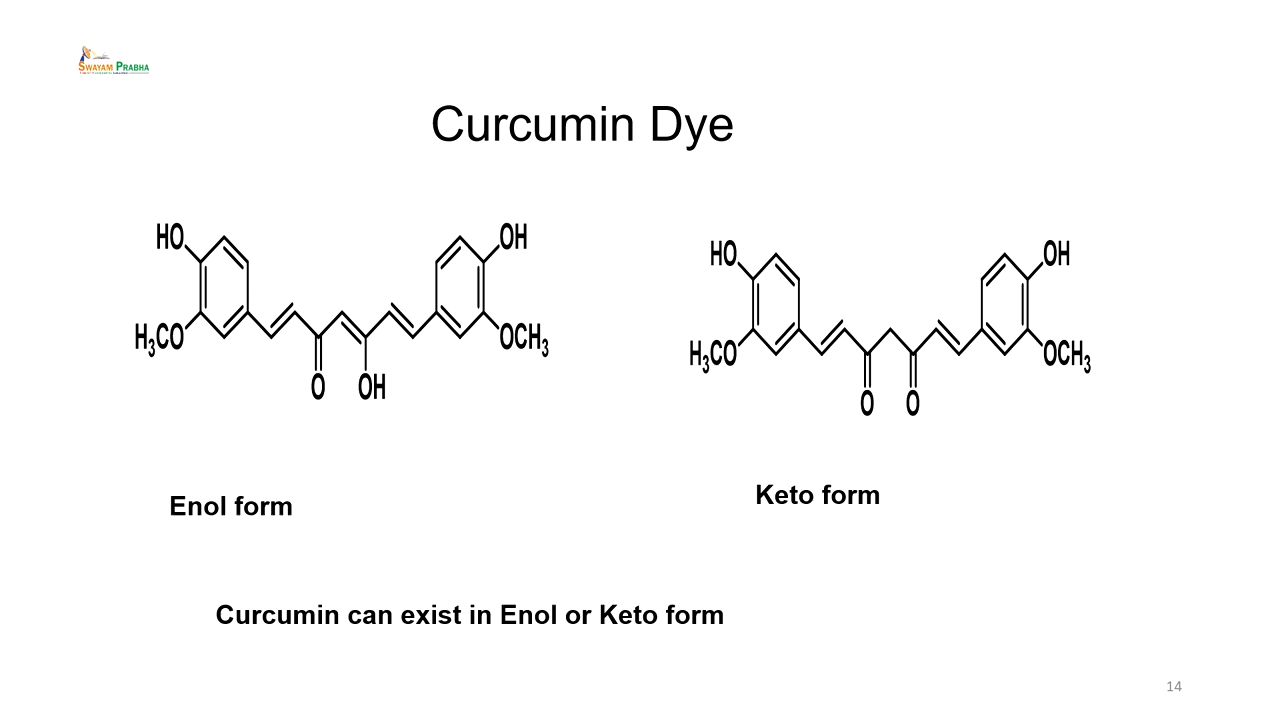 SWAYAM PRABHA
Curcumin Dye
HO
OH
H₃CO
OCH₃
O
OH
HO
OH
H₃CO
OCH₃
O
O
Enol form
Keto form
Curcumin can exist in Enol or Keto form
14